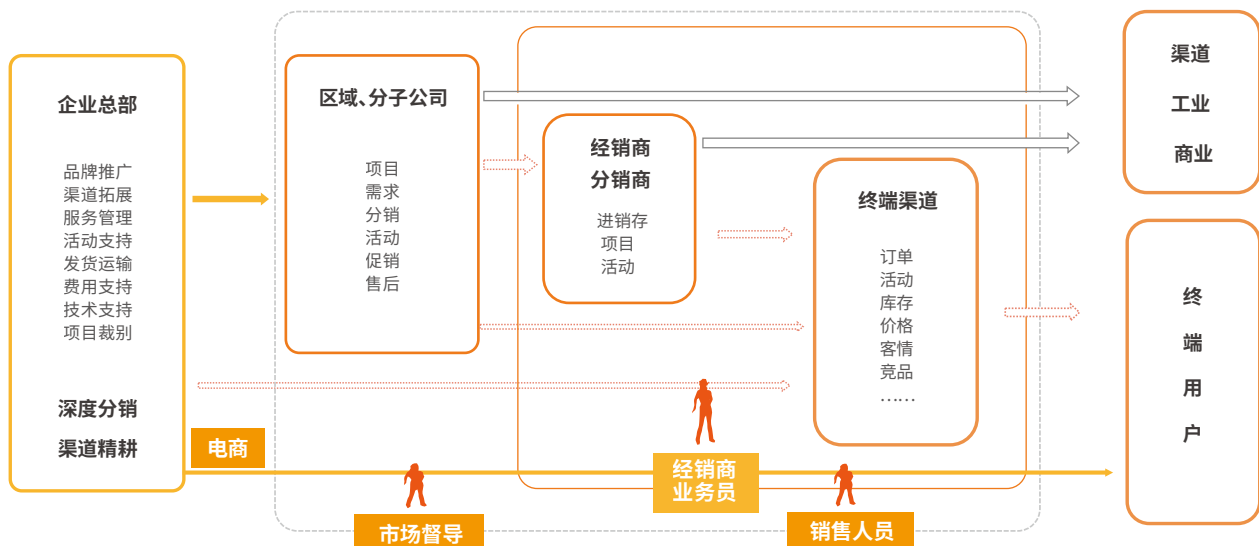 企业总部
品牌推广
渠道拓展
服务管理
活动支持
发货运输
费用支持
技术支持
项目裁别
深度分销
渠道精耕
电商
区域、分子公司
项目
需求
分销
活动
促销
售后
经销商
分销商
进销存
项目
活动
终端渠道
订单
活动
库存
价格
客情
竞品
……
渠道
工业
商业
终
端
用
户
市场督导
经销商
业务员
销售人员